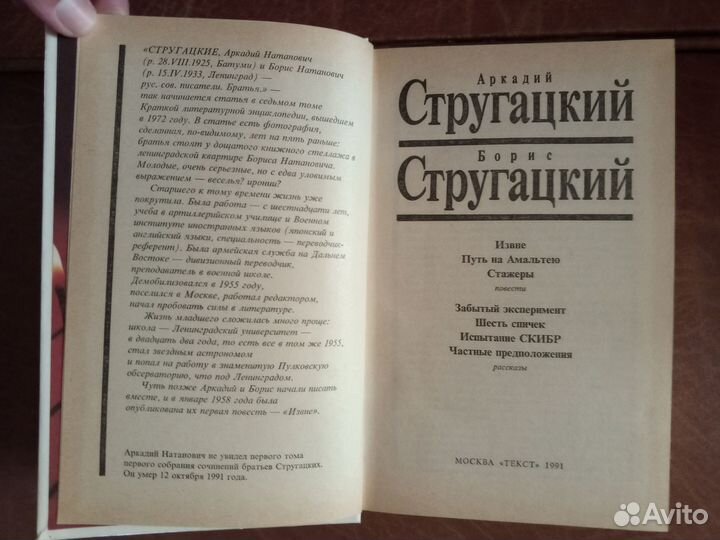 «СТРУГАЦКИЕ, Аркадий Натанович
(р. 28.VIII.1925, Батуми) и Борис Натанович
(р. 15.IV.1933, Ленинград) —
рус. сов. писатели. Братья.» —
так начинается статья в седьмом томе
Краткой литературной энциклопедии, вышедшем
в 1972 году. В статье есть фотография,
сделанная, по-видимому, лет на пять раньше:
братья стоят у дощатого книжного стеллажа в
ленинградской квартире Бориса Натановича.
Молодые, очень серьезные, но с едва уловимым
выражением — веселья? иронии?
Старшего к тому времени жизнь уже
покрутила. Была работа — с шестнадцати лет,
учеба в артиллерийском училище и Военном
институте иностранных языков (японский и
английский языки, специальность — переводчик-
референт). Была армейская служба на Дальнем
Востоке — дивизионный переводчик,
преподаватель в военной школе.
Демобилизовался в 1955 году,
поселился в Москве, работал редактором,
начал пробовать силы в литературе.
Жизнь младшего сложилась много проще:
школа — Ленинградский университет —
в двадцать два года, то есть все в том же 1955,
стал звездным астрономом
и попал на работу в знаменитую Пулковскую
обсерваторию, что под Ленинградом.
Чуть позже Аркадий и Борис начали писать
вместе, и в январе 1958 года была
опубликована их первая повесть — «Извне».
Аркадий Натанович не увидел первого тома
первого собрания сочинений братьев Стругацких.
Он умер 12 октября 1991 года.
Аркадий
Стругацкий
Борис
Стругацкий
Извне
Путь на Амальтею
Стажеры
повести
Забытый эксперимент
Шесть спичек
Испытание СКИБР
Частные предположения
рассказы
МОСКВА «ТЕКСТ» 1991
Avito